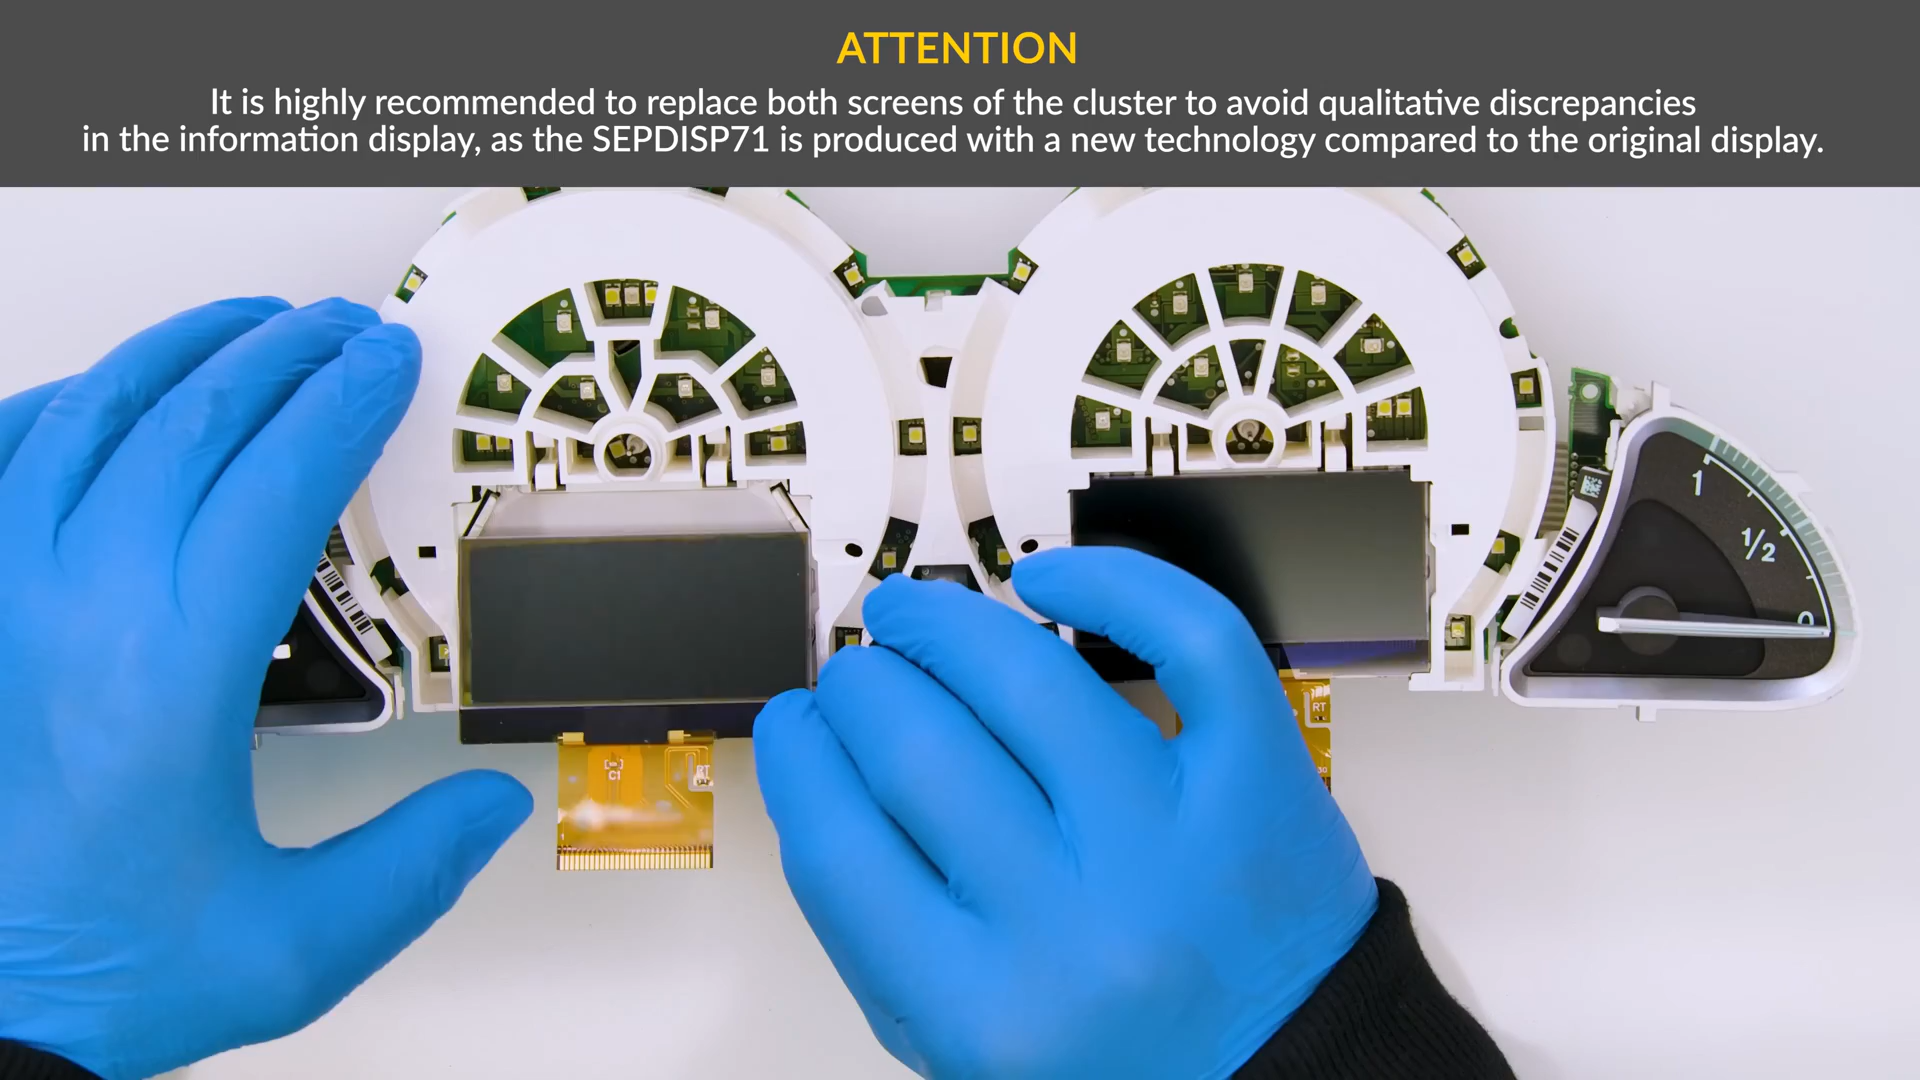 ATTENTION
It is highly recommended to replace both screens of the cluster to avoid qualitative discrepancies
in the information display, as the SEPDISP71 is produced with a new technology compared to the original display.
1
1/2
0
C1
RT
RT